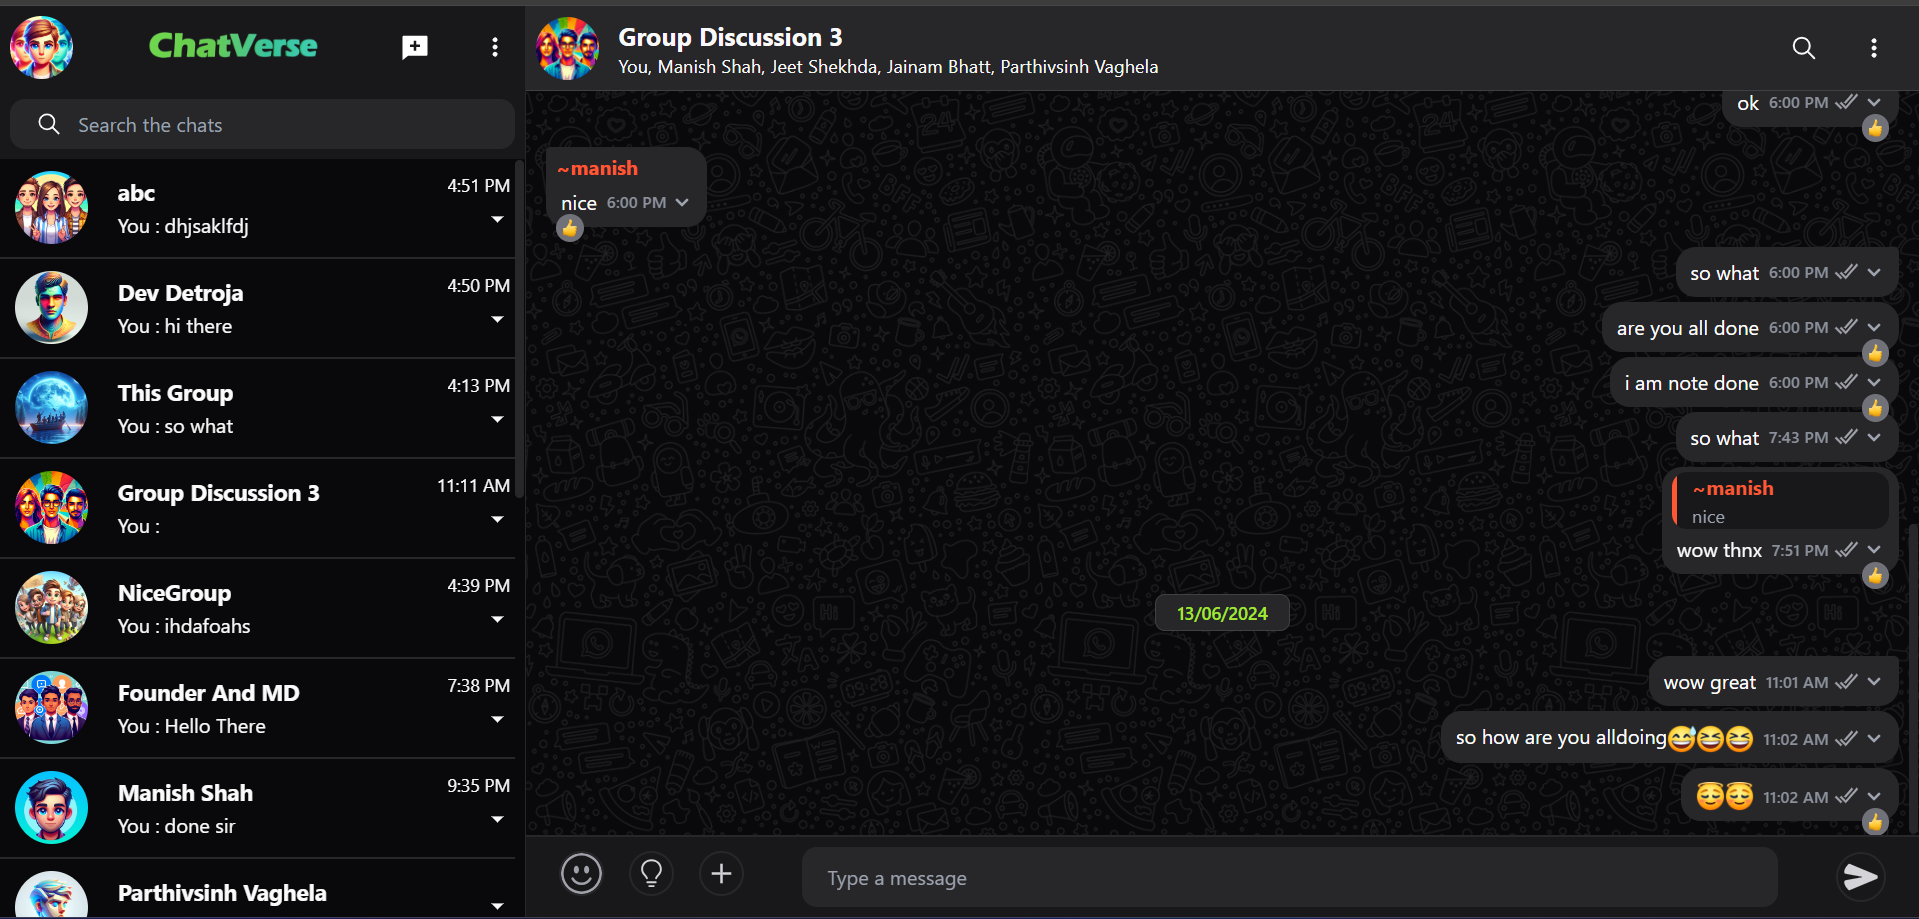 ChatVerse
Search the chats
abc
4:51 PM
You : dhjsaklfdj
Dev Detroja
4:50 PM
You : hi there
This Group
4:13 PM
You : so what
Group Discussion 3
11:11 AM
You :
NiceGroup
4:39 PM
You : ihdafoahs
Founder And MD
7:38 PM
You : Hello There
Manish Shah
9:35 PM
You : done sir
Parthivsinh Vaghela
Group Discussion 3
You, Manish Shah, Jeet Shekhda, Jainam Bhatt, Parthivsinh Vaghela
ok 6:00 PM
~manish
nice 6:00 PM
so what 6:00 PM
are you all done 6:00 PM
i am note done 6:00 PM
so what 7:43 PM
~manish
nice
wow thnx 7:51 PM
13/06/2024
wow great 11:01 AM
so how are you alldoing😅😆😆 11:02 AM
😇😇 11:02 AM
Type a message